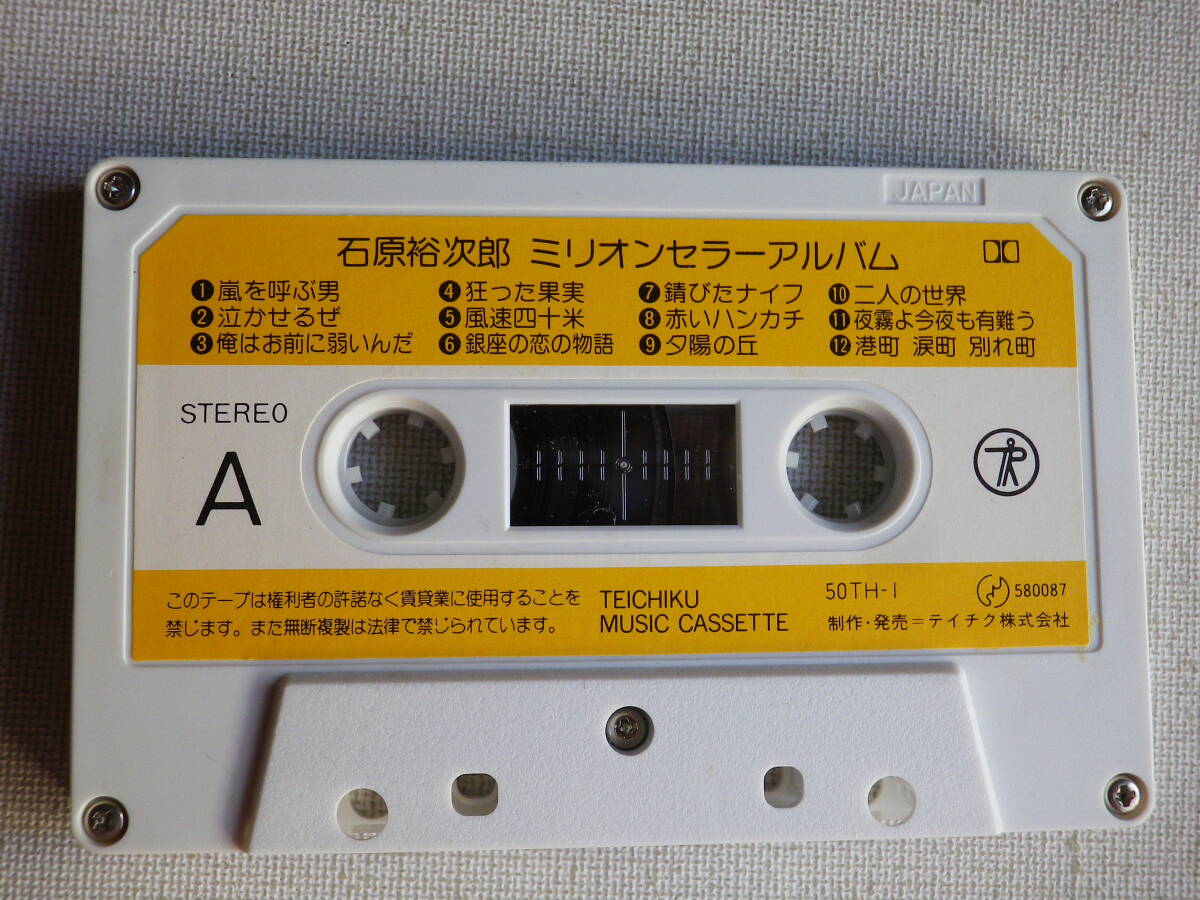 JAPAN
石原裕次郎 ミリオンセラーアルバム
❶嵐を呼ぶ男
❷泣かせるぜ
❸俺はお前に弱いんだ
❹狂った果実
❺風速四十米
❻銀座の恋の物語
❼錆びたナイフ
❽赤いハンカチ
❾夕陽の丘
❿二人の世界
⓫夜霧よ今夜も有難う
⓬港町 涙町 別れ町
STEREO
A
このテープは権利者の許諾なく賃貸業に使用することを
禁じます。また無断複製は法律で禁じられています。
TEICHIKU
MUSIC CASSETTE
50TH-1
580087
制作・発売=テイチク株式会社